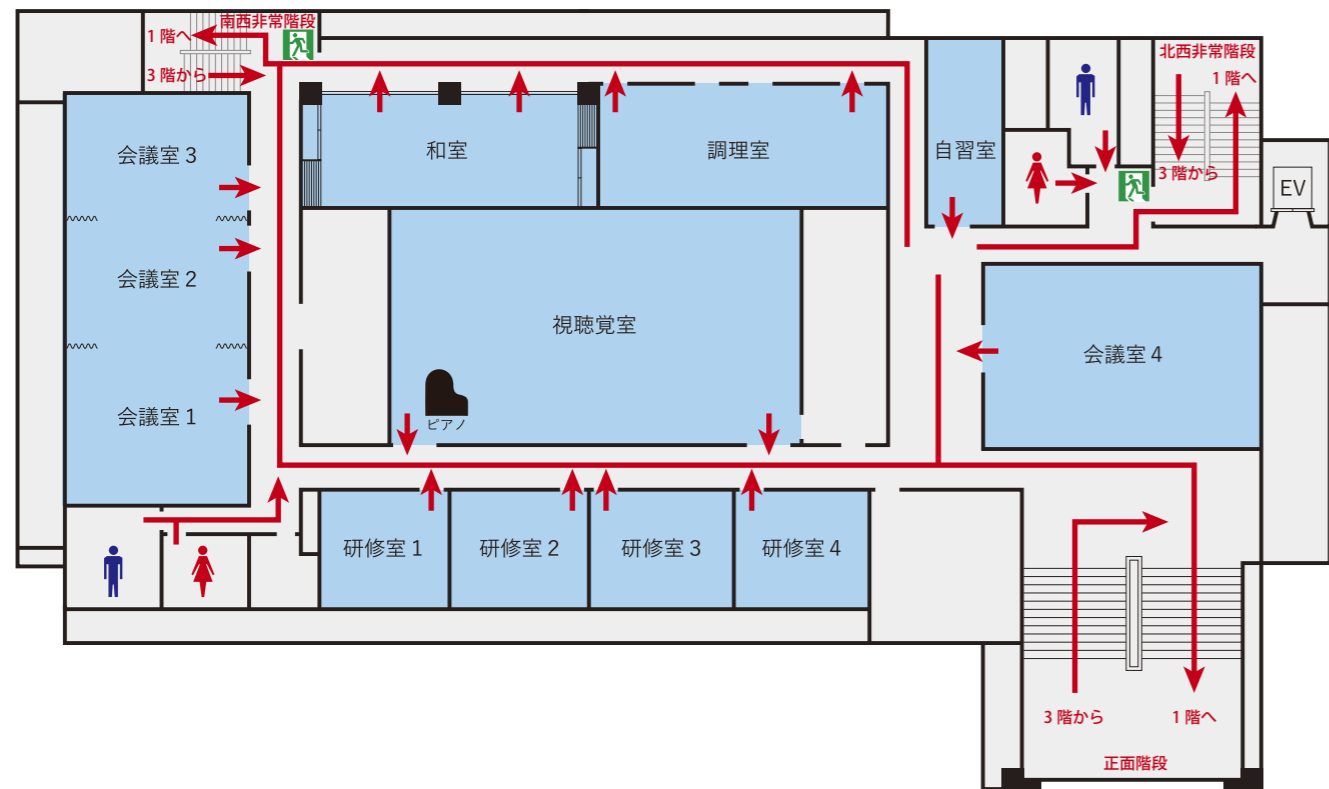 南西非常階段
1階へ
3階から
北西非常階段
1階へ
3階から
EV
会議室3
和室
調理室
自習室
会議室2
視聴覚室
会議室4
会議室1
ピアノ
研修室1
研修室2
研修室3
研修室4
3階から
1階へ
正面階段